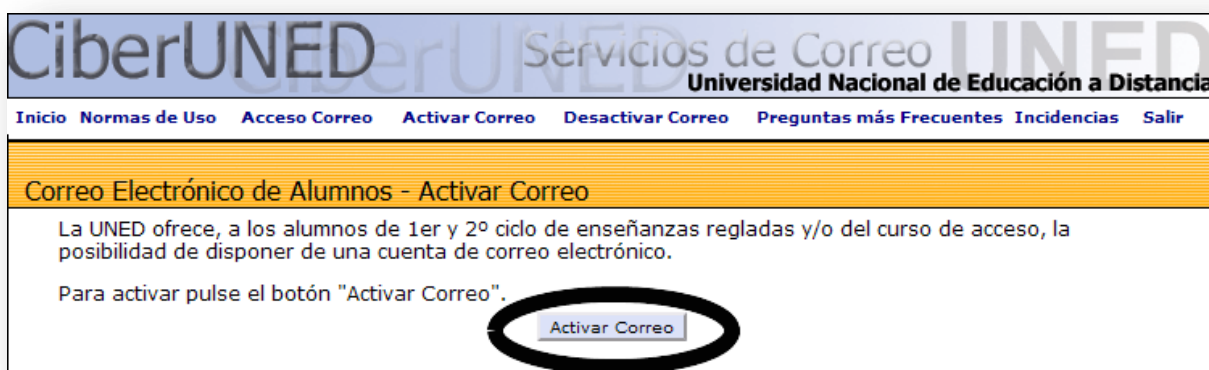 CiberUNED Servicios de Correo UNED
Universidad Nacional de Educación a Distancia
Inicio Normas de Uso Acceso Correo Activar Correo Desactivar Correo Preguntas más Frecuentes Incidencias Salir
Correo Electrónico de Alumnos - Activar Correo
La UNED ofrece, a los alumnos de 1er y 2º ciclo de enseñanzas regladas y/o del curso de acceso, la
posibilidad de disponer de una cuenta de correo electrónico.
Para activar pulse el botón "Activar Correo".
Activar Correo